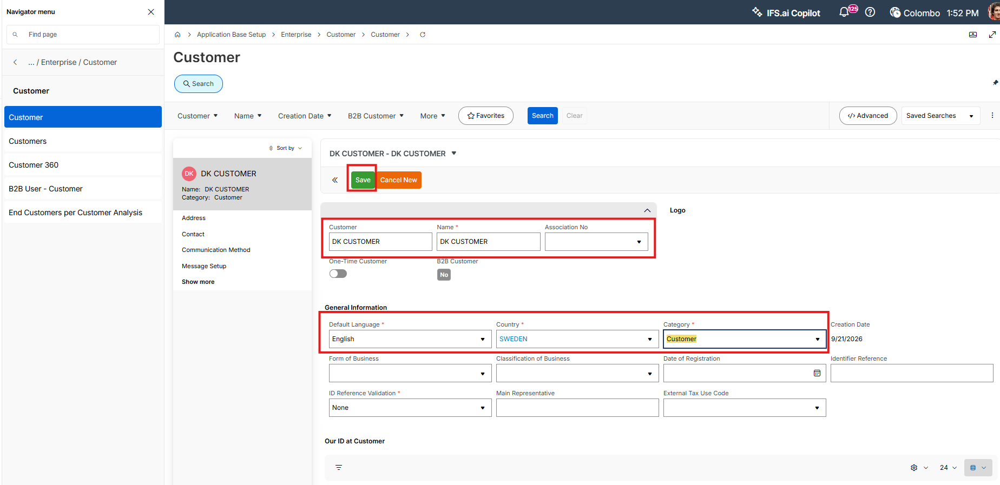 Navigator menu
Find page
... / Enterprise / Customer
Customer
Customer
Customers
Customer 360
B2B User - Customer
End Customers per Customer Analysis
IFS.ai Copilot
125
Colombo 1:52 PM
Application Base Setup > Enterprise > Customer > Customer >
Customer
Search
Customer Name Creation Date B2B Customer More Favorites Search Clear </> Advanced Saved Searches
Sort by
DK DK CUSTOMER
Name: DK CUSTOMER
Category: Customer
Address
Contact
Communication Method
Message Setup
Show more
DK CUSTOMER - DK CUSTOMER
Save Cancel New
Logo
Customer Name * Association No
DK CUSTOMER DK CUSTOMER
One-Time Customer B2B Customer
No
General Information
Default Language * Country * Category * Creation Date
English SWEDEN Customer 9/21/2026
Form of Business Classification of Business Date of Registration Identifier Reference
ID Reference Validation * Main Representative External Tax Use Code
None
Our ID at Customer
24